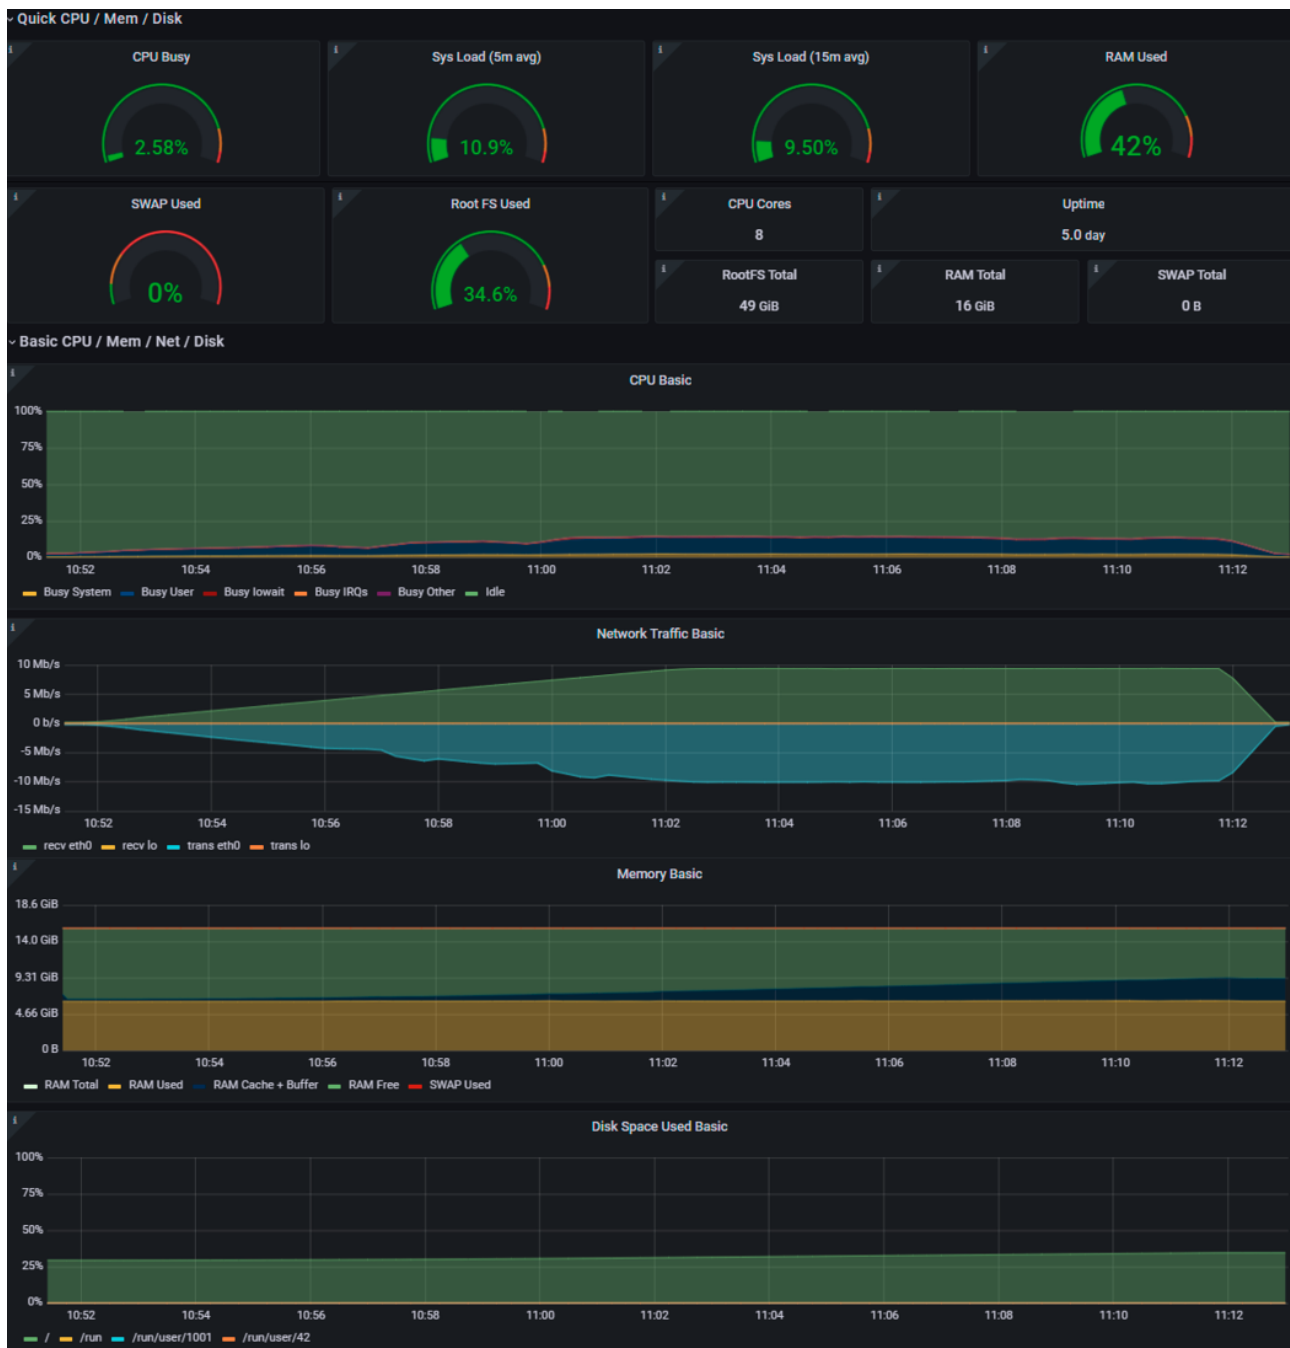 Quick CPU / Mem / Disk
CPU Busy
Sys Load (5m avg)
Sys Load (15m avg)
RAM Used
2.58%
10.9%
9.50%
42%
SWAP Used
Root FS Used
CPU Cores
Uptime
8
5.0 day
0%
34.6%
RootFS Total
RAM Total
SWAP Total
49 GiB
16 GiB
0 B
Basic CPU / Mem / Net / Disk
CPU Basic
100%
75%
50%
25%
0%
10:52 10:54 10:56 10:58 11:00 11:02 11:04 11:06 11:08 11:10 11:12
Busy System Busy User Busy Iowait Busy IRQs Busy Other Idle
Network Traffic Basic
10 Mb/s
5 Mb/s
0 b/s
-5 Mb/s
-10 Mb/s
-15 Mb/s
10:52 10:54 10:56 10:58 11:00 11:02 11:04 11:06 11:08 11:10 11:12
recv eth0 recv lo trans eth0 trans lo
Memory Basic
18.6 GiB
14.0 GiB
9.31 GiB
4.66 GiB
0 B
10:52 10:54 10:56 10:58 11:00 11:02 11:04 11:06 11:08 11:10 11:12
RAM Total RAM Used RAM Cache + Buffer RAM Free SWAP Used
Disk Space Used Basic
100%
75%
50%
25%
0%
10:52 10:54 10:56 10:58 11:00 11:02 11:04 11:06 11:08 11:10 11:12
/ /run /run/user/1001 /run/user/42